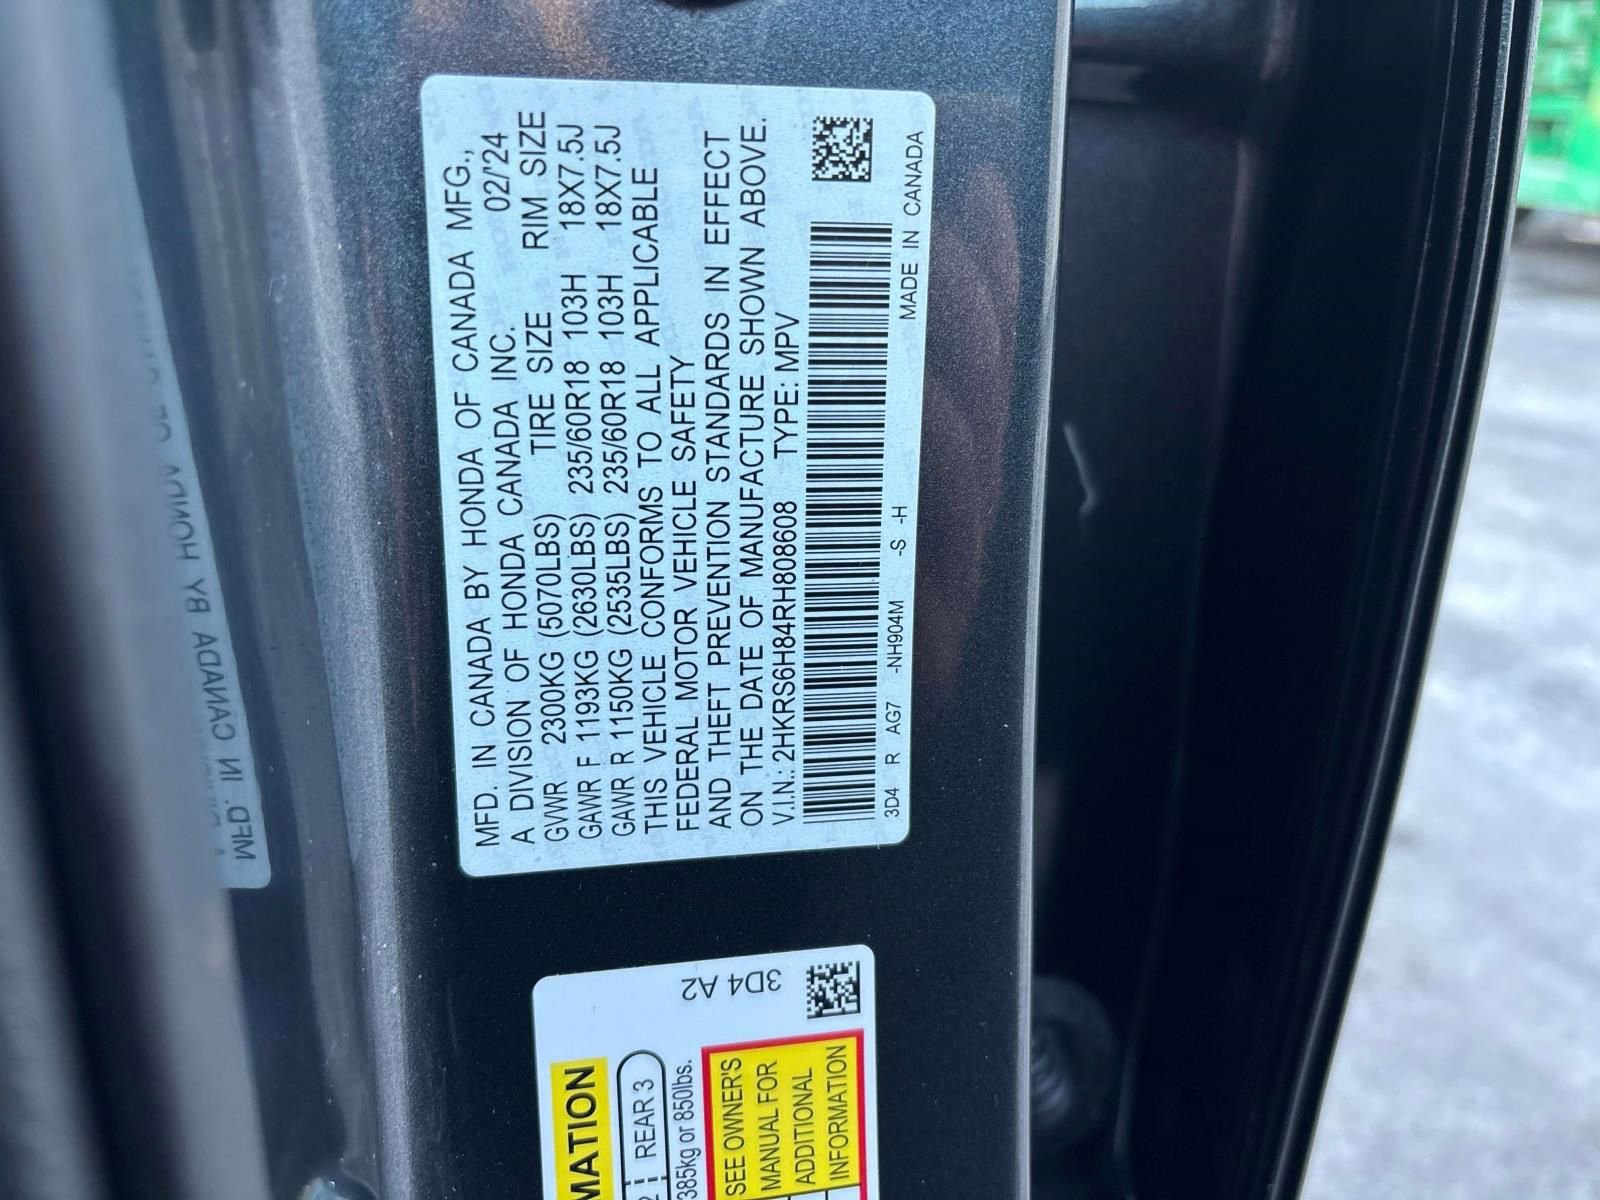 MFD. IN CANADA BY HONDA OF CANADA MFG.,
A DIVISION OF HONDA CANADA INC. 02/'24
GVWR 2300KG (5070LBS) TIRE SIZE RIM SIZE
GAWR F 1193KG (2630LBS) 235/60R18 103H 18X7.5J
GAWR R 1150KG (2535LBS) 235/60R18 103H 18X7.5J
THIS VEHICLE CONFORMS TO ALL APPLICABLE
FEDERAL MOTOR VEHICLE SAFETY
AND THEFT PREVENTION STANDARDS IN EFFECT
ON THE DATE OF MANUFACTURE SHOWN ABOVE.
V.I.N.: 2HKRS6H84RH808608 TYPE: MPV
3D4 R AG7 -NH904M -S -H MADE IN CANADA
3D4 A2
REAR 3
385kg or 850lbs.
SEE OWNER'S
MANUAL FOR
ADDITIONAL
INFORMATION
MFD. IN CANADA BY